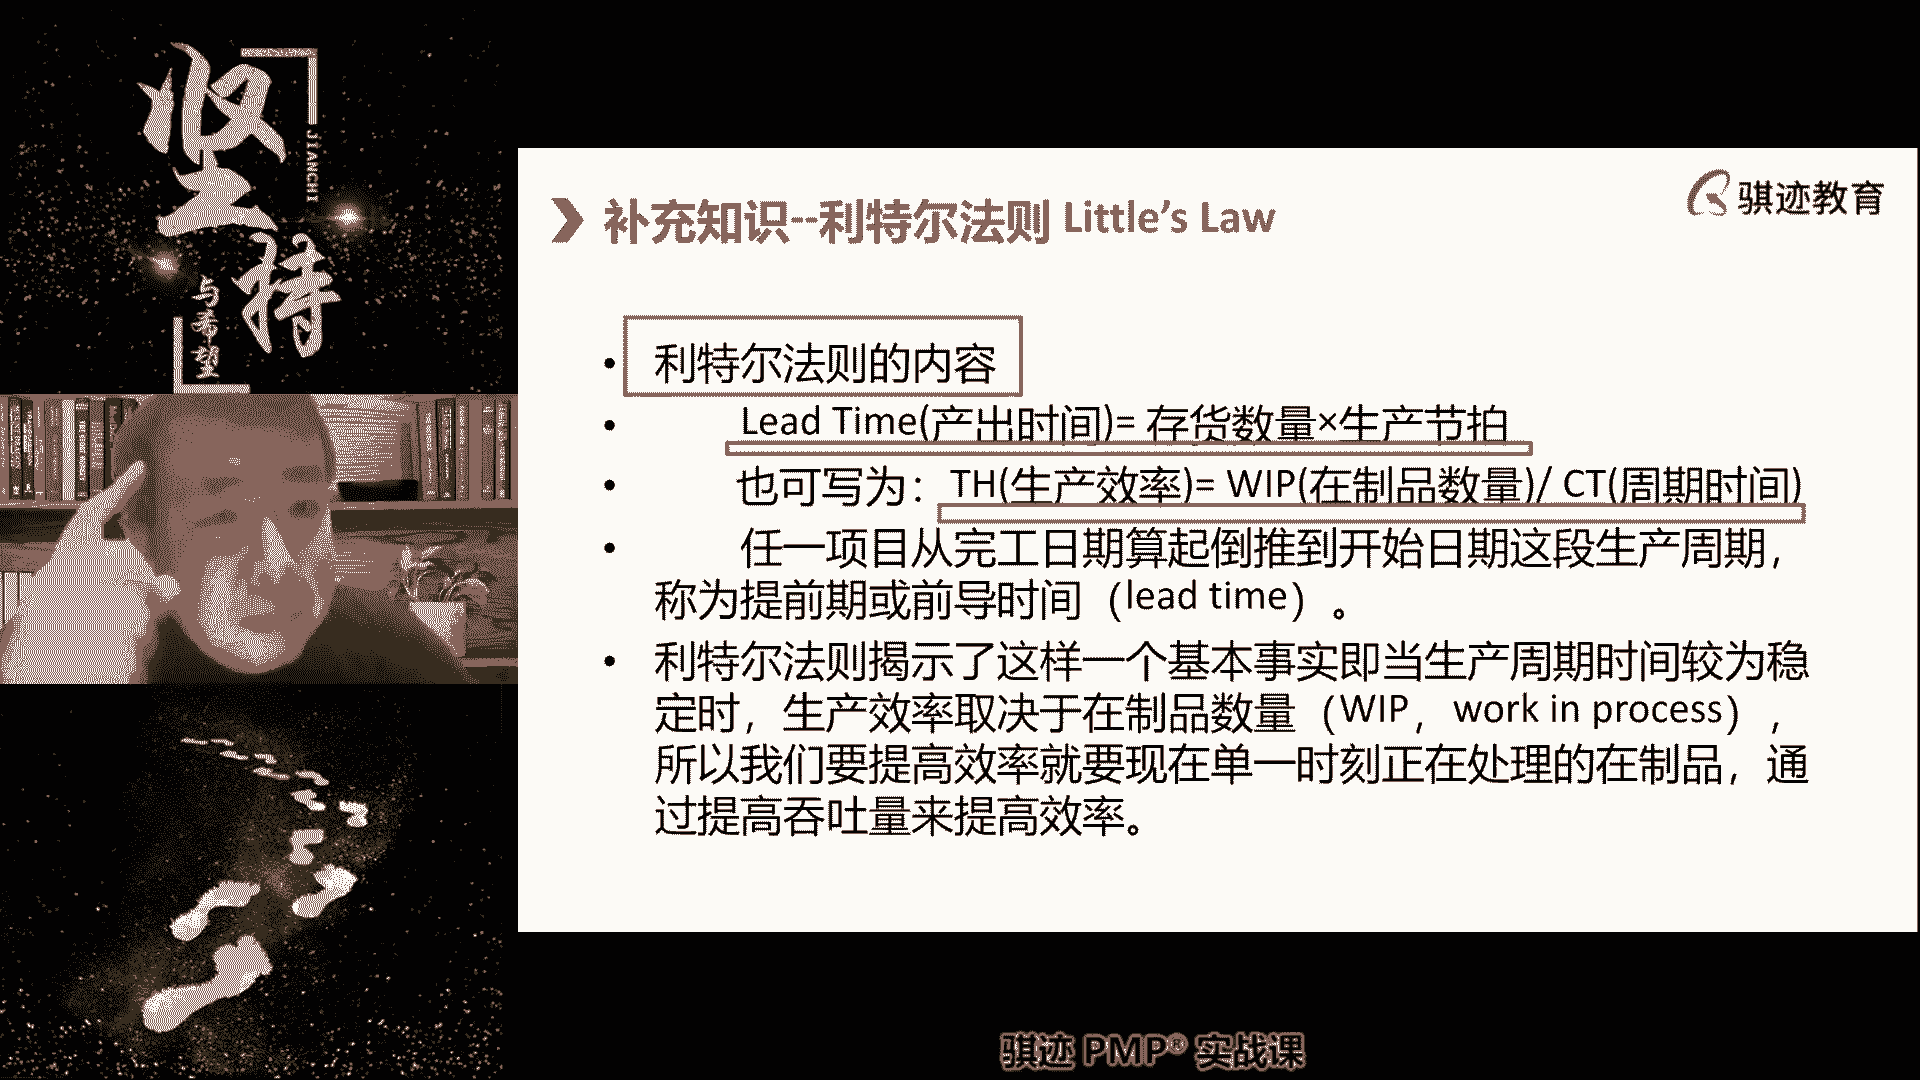 坚持
JIANCHI
与希望
骐迹教育
补充知识--利特尔法则 Little's Law
• 利特尔法则的内容
• Lead Time(产出时间)= 存货数量×生产节拍
• 也可写为：TH(生产效率)= WIP(在制品数量)/ CT(周期时间)
• 任一项目从完工日期算起倒推到开始日期这段生产周期，
称为提前期或前导时间（lead time）。
• 利特尔法则揭示了这样一个基本事实即当生产周期时间较为稳
定时，生产效率取决于在制品数量（WIP，work in process），
所以我们要提高效率就要现在单一时刻正在处理的在制品，通
过提高吞吐量来提高效率。
骐迹 PMP® 实战课